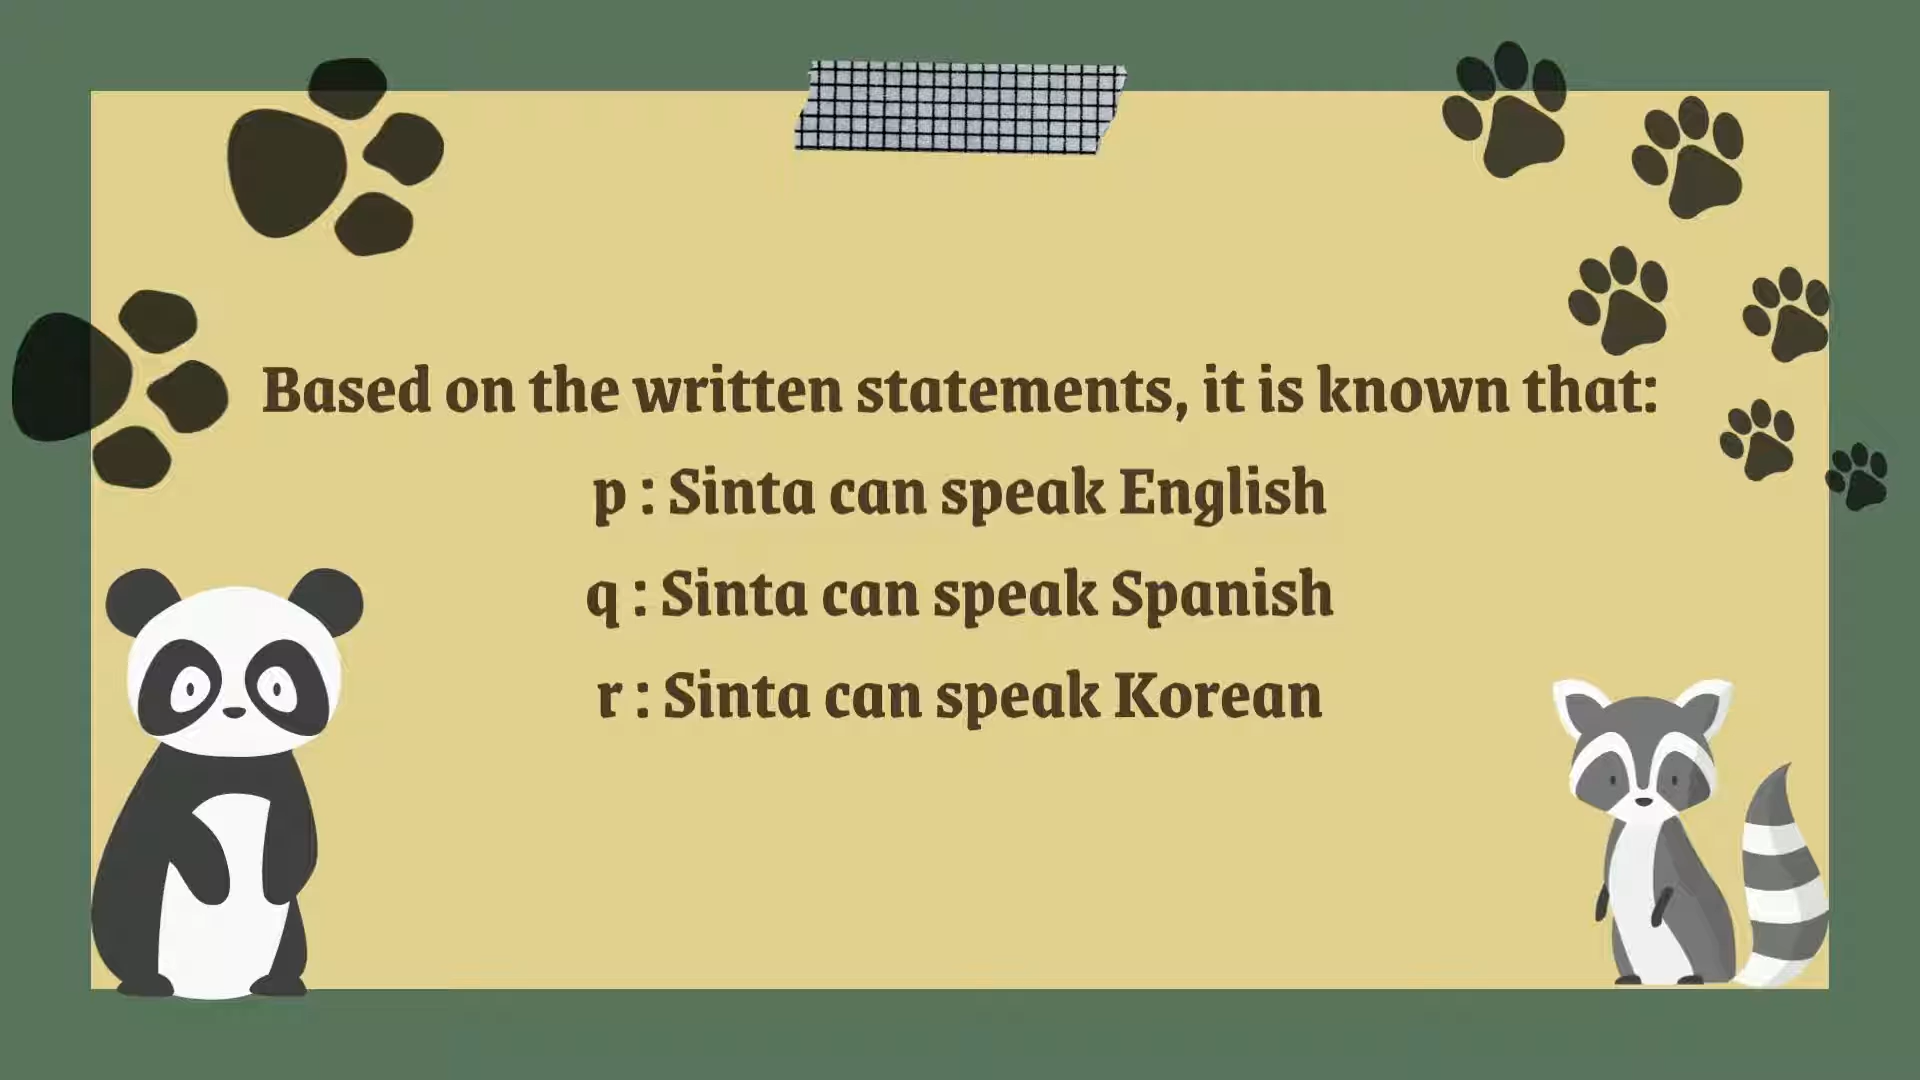 Based on the written statements, it is known that:
p : Sinta can speak English
q : Sinta can speak Spanish
r : Sinta can speak Korean